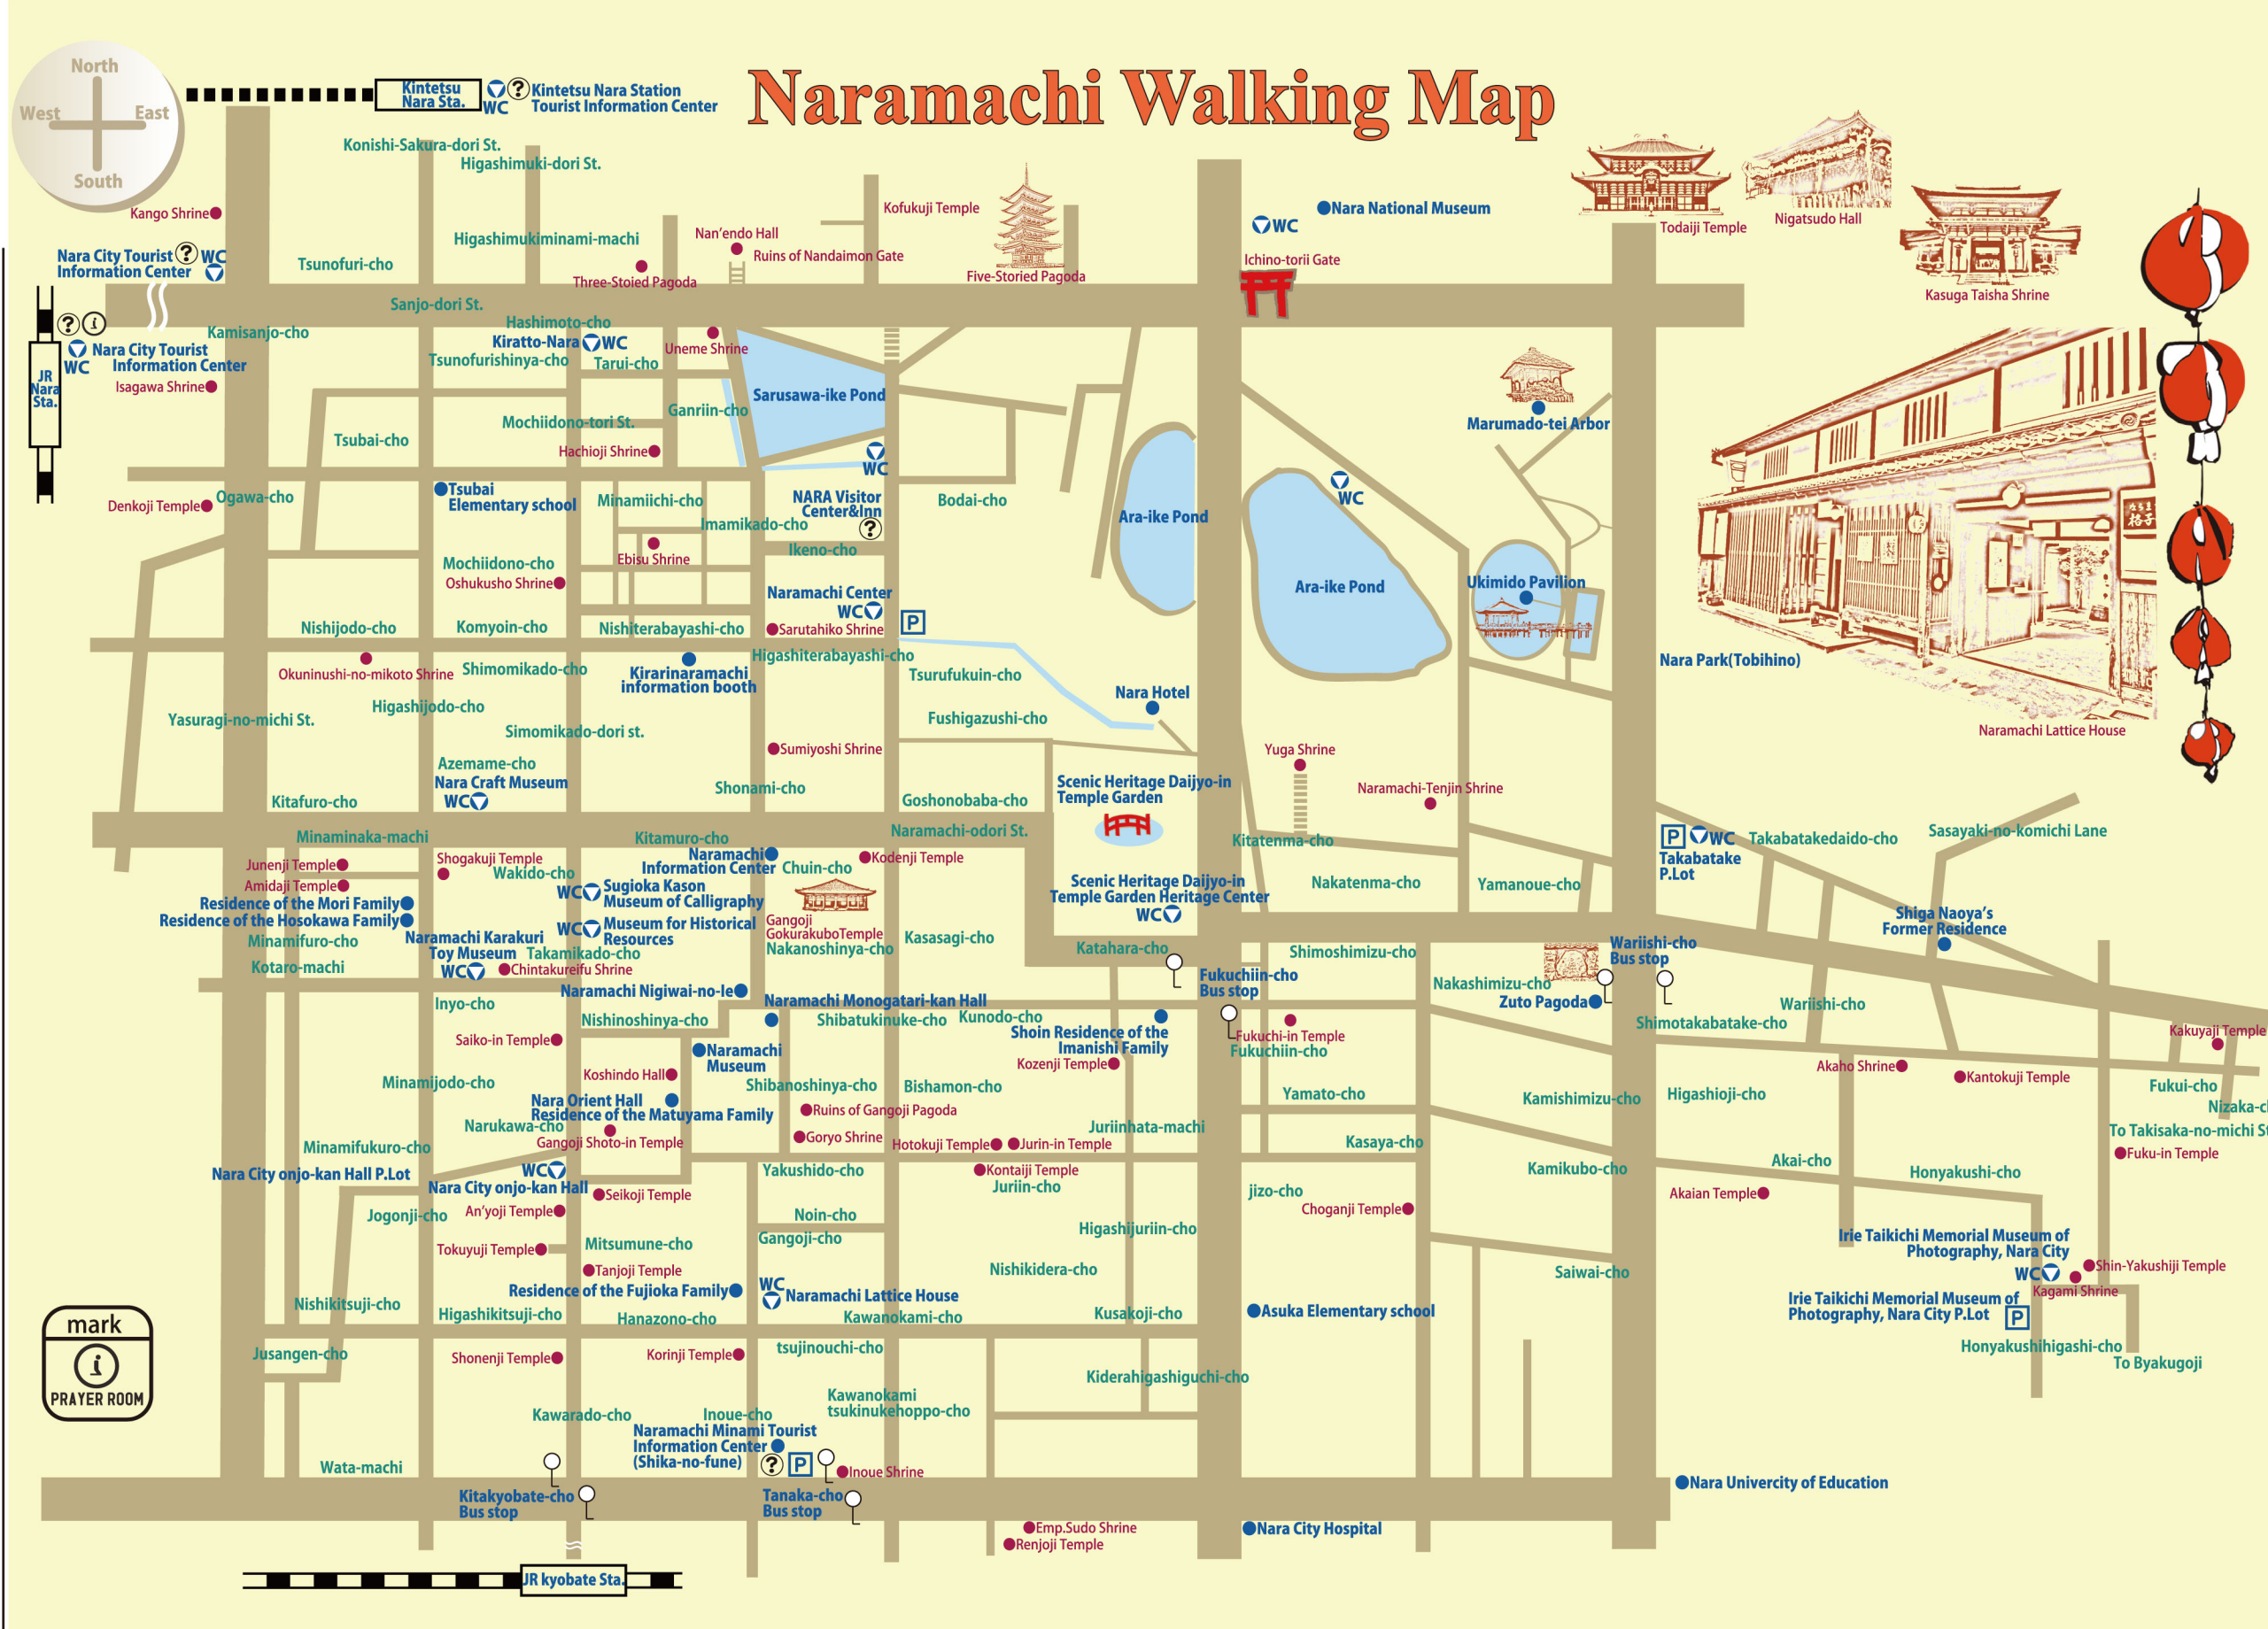 Naramachi Walking Map
North
West
East
South
Kintetsu
Nara Sta.
WC
?
Kintetsu Nara Station
Tourist Information Center
Konishi-Sakura-dori St.
Higashimuki-dori St.
Kango Shrine
Nara City Tourist
Information Center
?
WC
Tsunofuri-cho
Higashimukiminami-machi
Nan'endo Hall
Ruins of Nandaimon Gate
Three-Stoied Pagoda
Kofukuji Temple
Five-Storied Pagoda
WC
Nara National Museum
Ichino-torii Gate
Todaiji Temple
Nigatsudo Hall
Kasuga Taisha Shrine
Sanjo-dori St.
?
i
Kamisanjo-cho
Nara City Tourist
Information Center
WC
JR
Nara
Sta.
Isagawa Shrine
Hashimoto-cho
Kiratto-Nara
WC
Tsunofurishinya-cho
Tarui-cho
Uneme Shrine
Sarusawa-ike Pond
Ganriin-cho
Mochiidono-tori St.
Tsubai-cho
Hachioji Shrine
WC
Marumado-tei Arbor
なら
格子
Denkoji Temple
Ogawa-cho
Tsubai
Elementary school
Minamiichi-cho
Imamikado-cho
NARA Visitor
Center&Inn
?
Bodai-cho
Ara-ike Pond
WC
Ikeno-cho
Ebisu Shrine
Mochiidono-cho
Oshukusho Shrine
Ara-ike Pond
Ukimido Pavilion
Naramachi Center
WC
P
Sarutahiko Shrine
Nishijodo-cho
Komyoin-cho
Nishiterabayashi-cho
Higashiterabayashi-cho
Okuninushi-no-mikoto Shrine
Shimomikado-cho
Kirarinaramachi
information booth
Tsurufukuin-cho
Nara Hotel
Nara Park(Tobihino)
Naramachi Lattice House
Yasuragi-no-michi St.
Higashijodo-cho
Simomikado-dori st.
Fushigazushi-cho
Sumiyoshi Shrine
Yuga Shrine
Azemame-cho
Nara Craft Museum
WC
Kitafuro-cho
Shonami-cho
Goshonobaba-cho
Scenic Heritage Daijyo-in
Temple Garden
Naramachi-Tenjin Shrine
Minaminaka-machi
Kitamuro-cho
Naramachi-odori St.
Kitatenma-cho
P
WC
Takabatake
P.Lot
Takabatakedaido-cho
Sasayaki-no-komichi Lane
Junenji Temple
Amidaji Temple
Shogakuji Temple
Wakido-cho
Naramachi
Information Center
Chuin-cho
Kodenji Temple
Residence of the Mori Family
Residence of the Hosokawa Family
WC
Sugioka Kason
Museum of Calligraphy
Scenic Heritage Daijyo-in
Temple Garden Heritage Center
WC
Nakatenma-cho
Yamanoue-cho
WC
Museum for Historical
Resources
Gangoji
GokurakuboTemple
Nakanoshinya-cho
Kasasagi-cho
Shiga Naoya's
Former Residence
Minamifuro-cho
Naramachi Karakuri
Toy Museum
WC
Takamikado-cho
Chintakureifu Shrine
Kotaro-machi
Katahara-cho
Shimoshimizu-cho
Wariishi-cho
Bus stop
Fukuchiin-cho
Bus stop
Nakashimizu-cho
Zuto Pagoda
Naramachi Nigiwai-no-Ie
Naramachi Monogatari-kan Hall
Inyo-cho
Nishinoshinya-cho
Shibatukinuke-cho
Kunodo-cho
Shoin Residence of the
Imanishi Family
Fukuchi-in Temple
Fukuchiin-cho
Wariishi-cho
Shimotakabatake-cho
Kakuyaji Temple
Saiko-in Temple
Naramachi
Museum
Kozenji Temple
Akaho Shrine
Kantokuji Temple
Minamijodo-cho
Koshindo Hall
Shibanoshinya-cho
Bishamon-cho
Yamato-cho
Kamishimizu-cho
Higashioji-cho
Fukui-cho
Nara Orient Hall
Residence of the Matuyama Family
Ruins of Gangoji Pagoda
Nizaka-c
To Takisaka-no-michi St
Narukawa-cho
Gangoji Shoto-in Temple
Goryo Shrine
Hotokuji Temple
Jurin-in Temple
Juriinhata-machi
Kasaya-cho
Minamifukuro-cho
Fuku-in Temple
Nara City onjo-kan Hall P.Lot
WC
Nara City onjo-kan Hall
Yakushido-cho
Kontaiji Temple
Juriin-cho
Kamikubo-cho
Akai-cho
Honyakushi-cho
Seikoji Temple
jizo-cho
Choganji Temple
Akaian Temple
Jogonji-cho
An'yoji Temple
Noin-cho
Gangoji-cho
Higashijuriin-cho
Tokuyuji Temple
Mitsumune-cho
Tanjoji Temple
Nishikidera-cho
Saiwai-cho
Irie Taikichi Memorial Museum of
Photography, Nara City
WC
Shin-Yakushiji Temple
Kagami Shrine
Residence of the Fujioka Family
WC
Naramachi Lattice House
Irie Taikichi Memorial Museum of
Photography, Nara City P.Lot
P
Nishikitsuji-cho
Higashikitsuji-cho
Hanazono-cho
Kawanokami-cho
Kusakoji-cho
Asuka Elementary school
mark
i
PRAYER ROOM
Jusangen-cho
Shonenji Temple
Korinji Temple
tsujinouchi-cho
Honyakushihigashi-cho
To Byakugoji
Kiderahigashiguchi-cho
Kawanokami
tsukinukehoppo-cho
Kawarado-cho
Inoue-cho
Naramachi Minami Tourist
Information Center
(Shika-no-fune)
?
P
Inoue Shrine
Wata-machi
Kitakyobate-cho
Bus stop
Tanaka-cho
Bus stop
Nara Univercity of Education
Emp.Sudo Shrine
Renjoji Temple
Nara City Hospital
JR kyobate Sta.